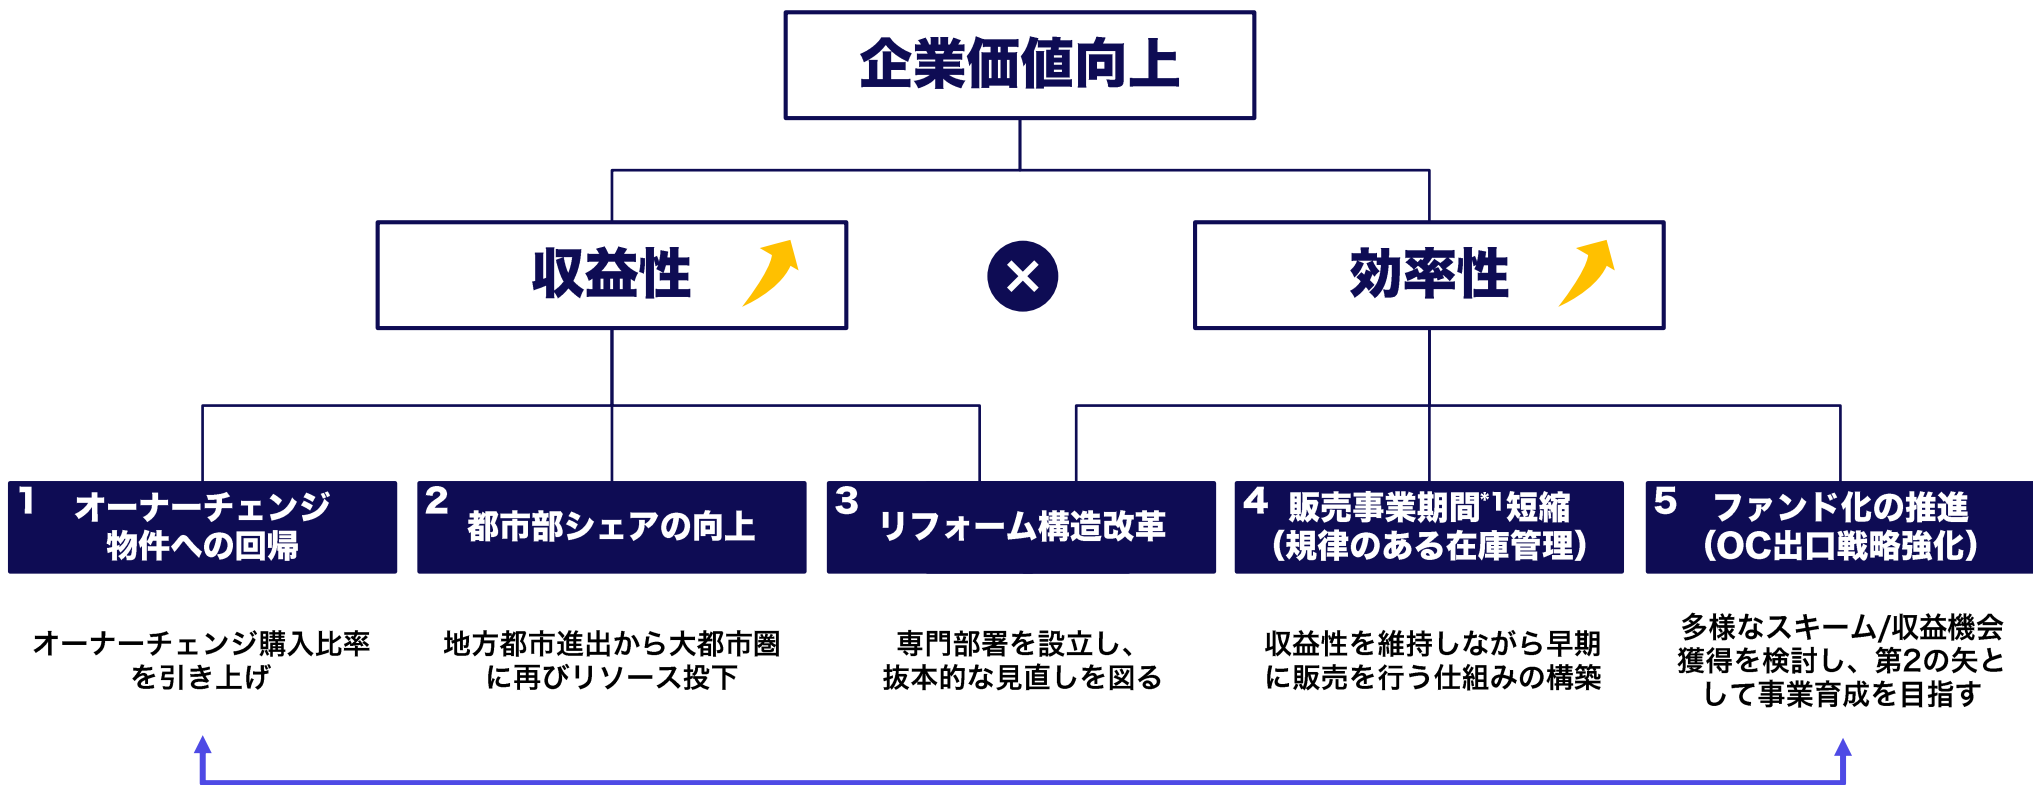 企業価値向上
収益性
×
効率性
1
オーナーチェンジ
物件への回帰
2
都市部シェアの向上
3
リフォーム構造改革
4
販売事業期間*1短縮
(規律のある在庫管理)
5
ファンド化の推進
(OC出口戦略強化)
オーナーチェンジ購入比率
を引き上げ
地方都市進出から大都市圏
に再びリソース投下
専門部署を設立し、
抜本的な見直しを図る
収益性を維持しながら早期
に販売を行う仕組みの構築
多様なスキーム/収益機会
獲得を検討し、第2の矢と
して事業育成を目指す